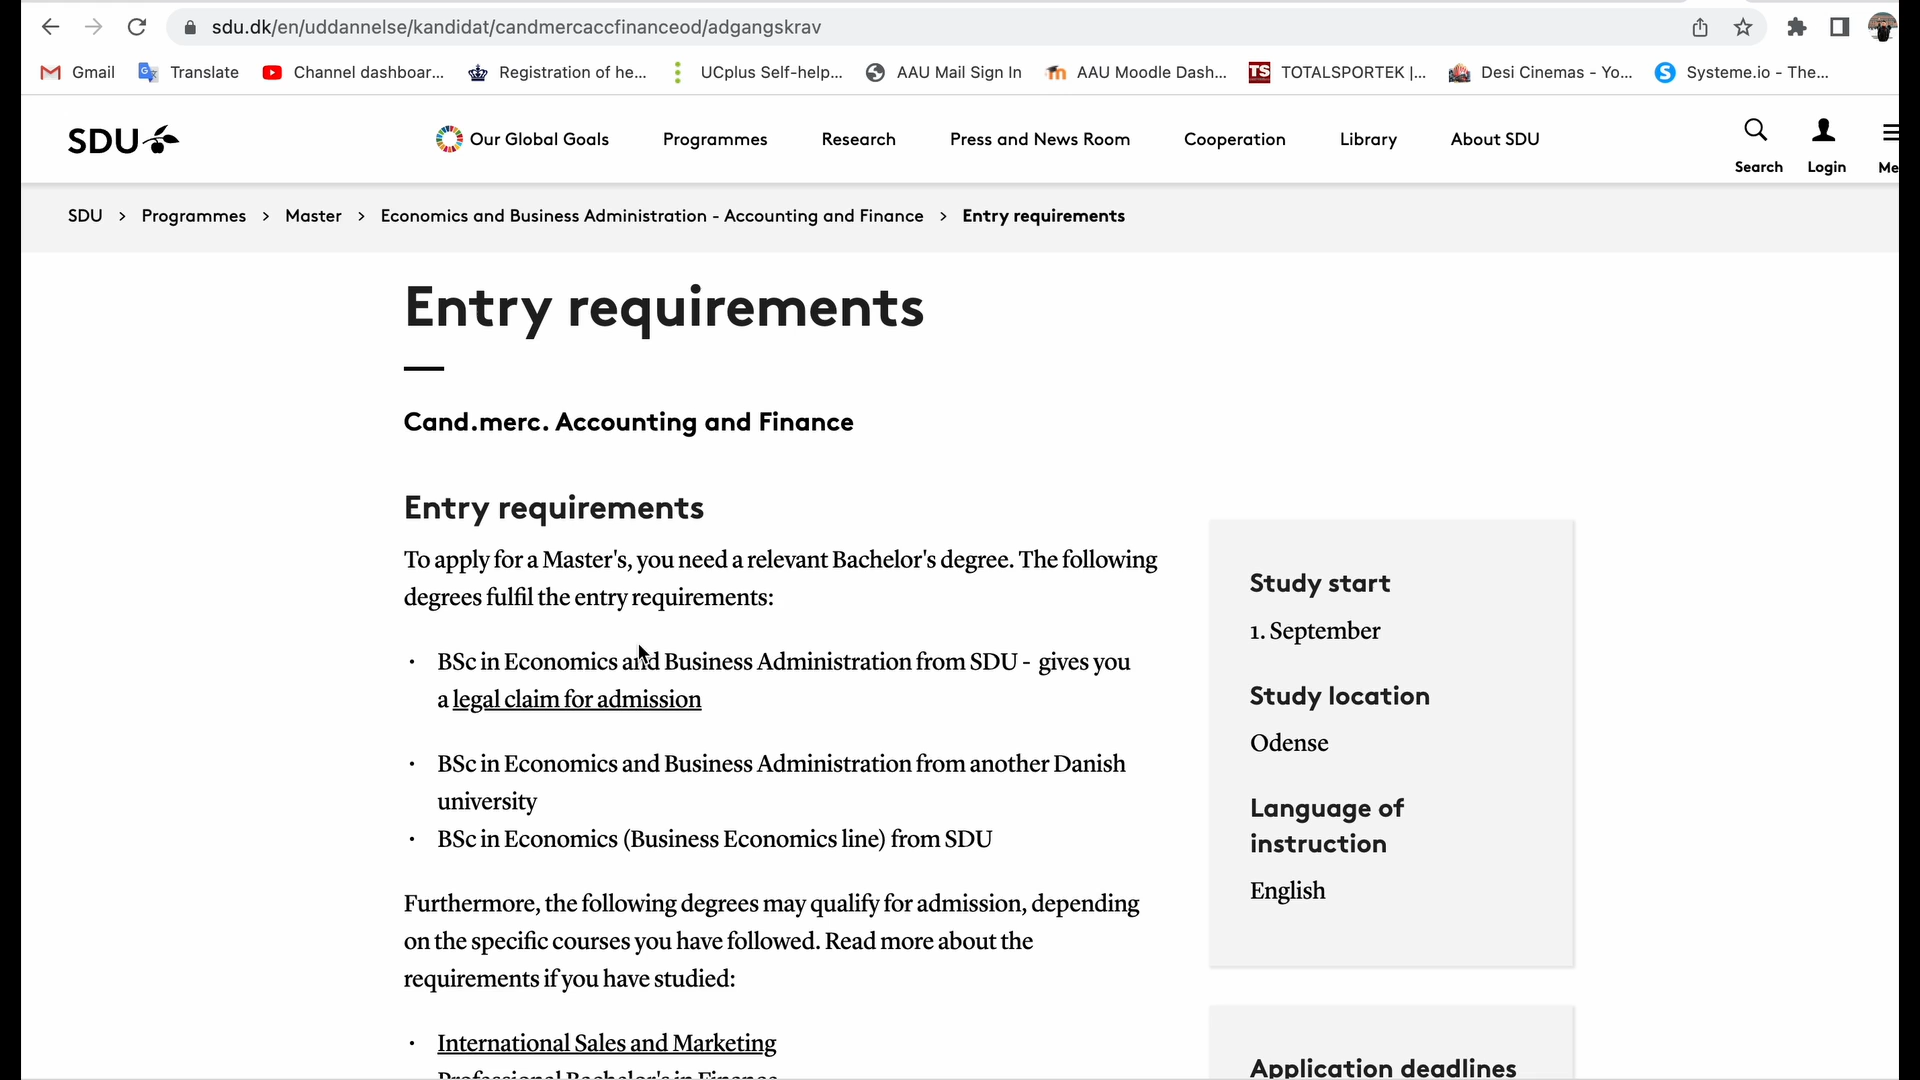 sdu.dk/en/uddannelse/kandidat/candmercaccfinanceod/adgangskrav
Gmail Translate Channel dashboar... Registration of he... UCplus Self-help... AAU Mail Sign In AAU Moodle Dash... TS TOTALSPORTEK |... Desi Cinemas - Yo... S Systeme.io - The...
SDU Our Global Goals Programmes Research Press and News Room Cooperation Library About SDU
Search Login Me
SDU > Programmes > Master > Economics and Business Administration - Accounting and Finance > Entry requirements
Entry requirements
Cand.merc. Accounting and Finance
Entry requirements
To apply for a Master's, you need a relevant Bachelor's degree. The following
degrees fulfil the entry requirements:
· BSc in Economics and Business Administration from SDU - gives you
a legal claim for admission
· BSc in Economics and Business Administration from another Danish
university
· BSc in Economics (Business Economics line) from SDU
Furthermore, the following degrees may qualify for admission, depending
on the specific courses you have followed. Read more about the
requirements if you have studied:
· International Sales and Marketing
Professional Bachelor's in Finance
Study start
1. September
Study location
Odense
Language of
instruction
English
Application deadlines